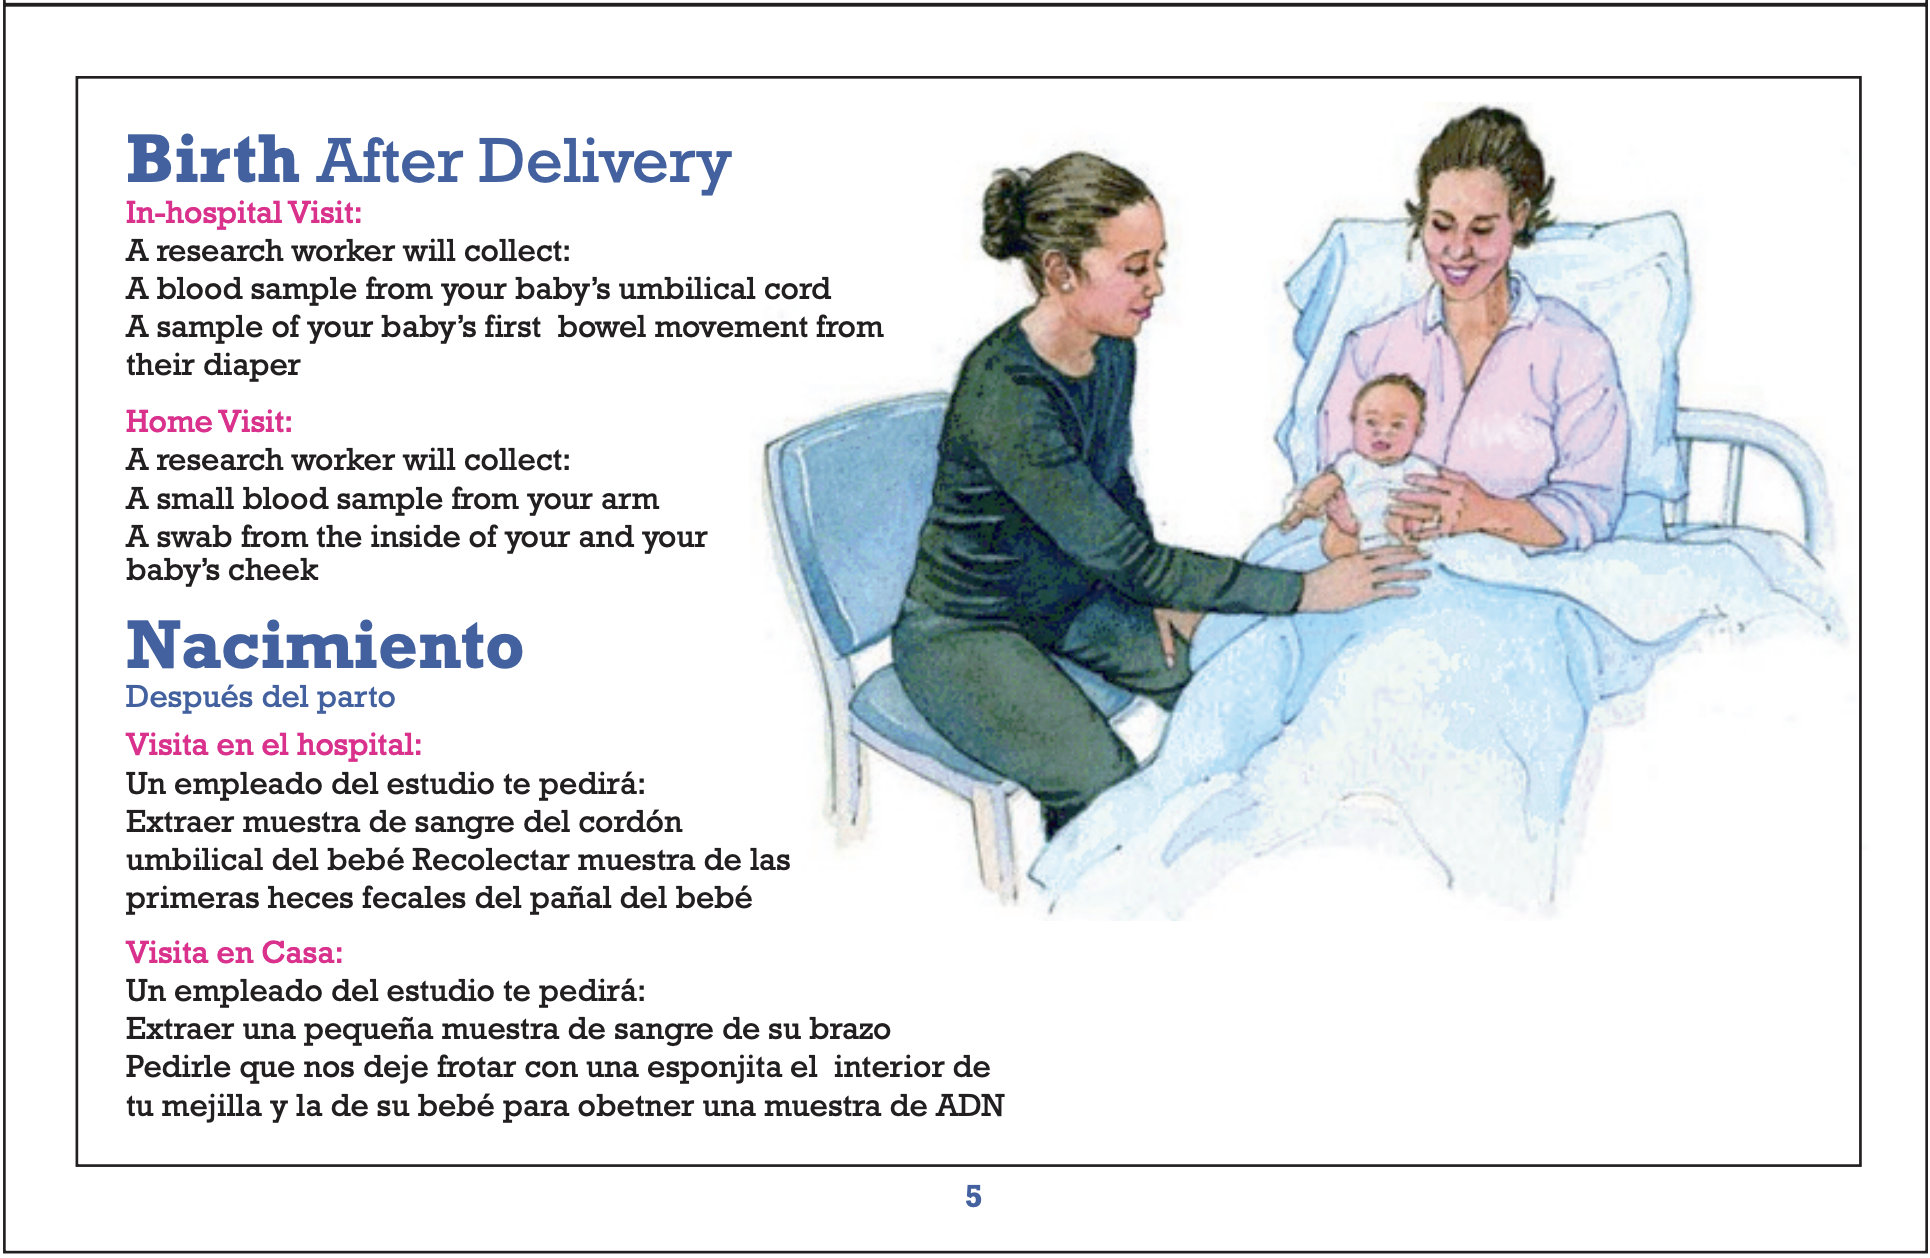 Birth After Delivery
In-hospital Visit:
A research worker will collect:
A blood sample from your baby’s umbilical cord
A sample of your baby’s first  bowel movement from
their diaper
Home Visit:
A research worker will collect:
A small blood sample from your arm
A swab from the inside of your and your
baby’s cheek
Nacimiento
Después del parto
Visita en el hospital:
Un empleado del estudio te pedirá:
Extraer muestra de sangre del cordón
umbilical del bebé Recolectar muestra de las
primeras heces fecales del pañal del bebé
Visita en Casa:
Un empleado del estudio te pedirá:
Extraer una pequeña muestra de sangre de su brazo
Pedirle que nos deje frotar con una esponjita el  interior de
tu mejilla y la de su bebé para obetner una muestra de ADN
5